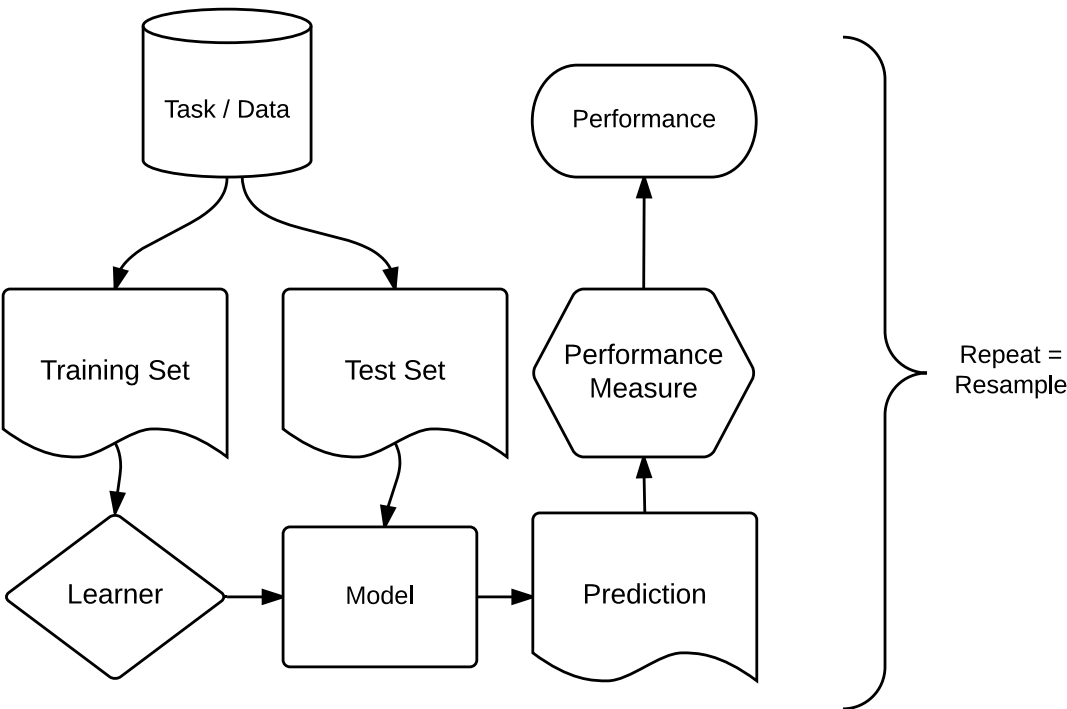 Task / Data
Performance
Training Set
Test Set
Performance
Measure
Repeat =
Resample
Learner
Model
Prediction